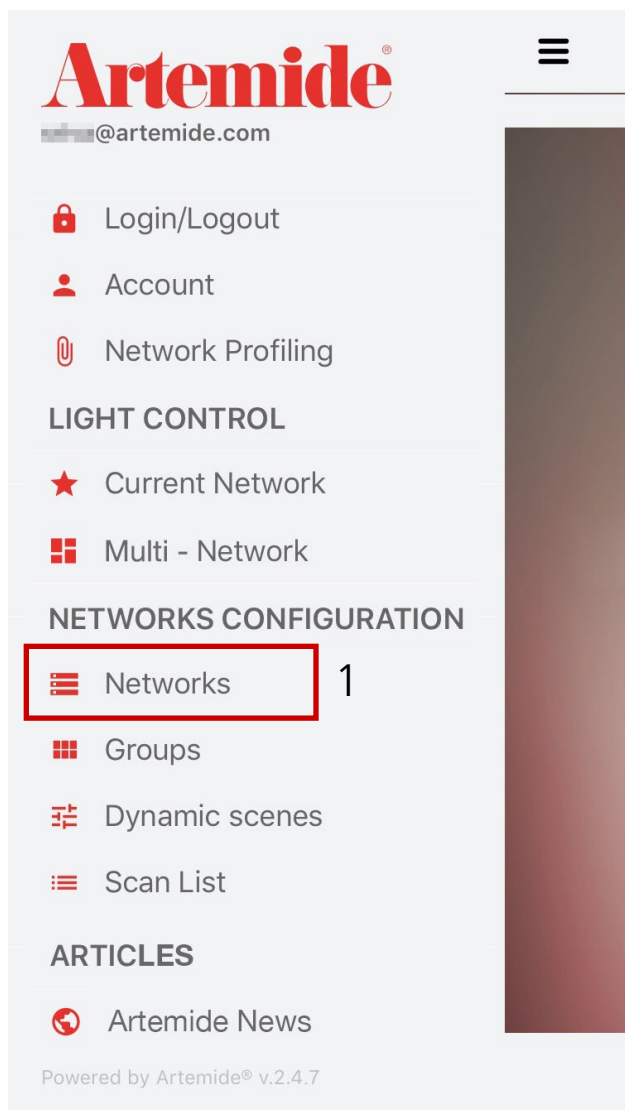 Artemide®
@artemide.com
Login/Logout
Account
Network Profiling
LIGHT CONTROL
Current Network
Multi - Network
NETWORKS CONFIGURATION
Networks 1
Groups
Dynamic scenes
Scan List
ARTICLES
Artemide News
Powered by Artemide® v.2.4.7